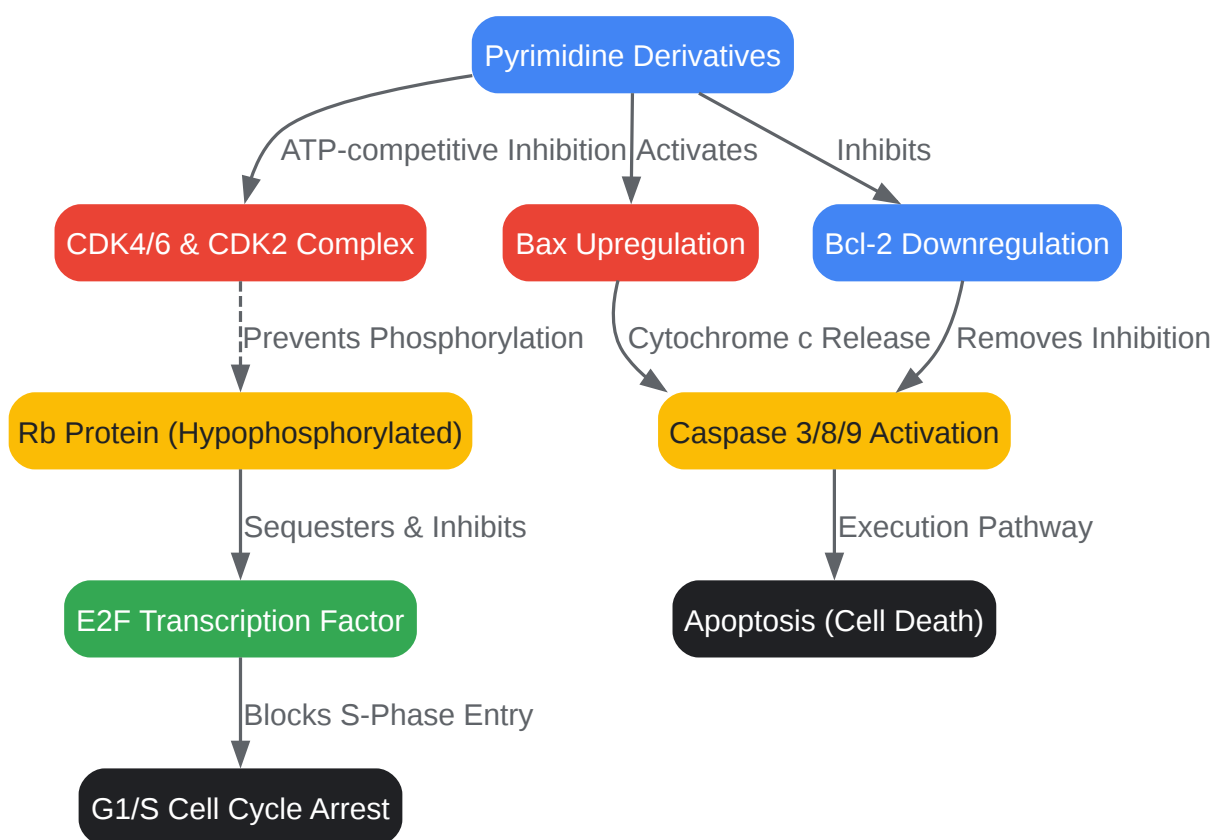 Pyrimidine Derivatives
ATP-competitive Inhibition
Activates
Inhibits
CDK4/6 & CDK2 Complex
Bax Upregulation
Bcl-2 Downregulation
Prevents Phosphorylation
Cytochrome c Release
Removes Inhibition
Rb Protein (Hypophosphorylated)
Caspase 3/8/9 Activation
Sequesters & Inhibits
Execution Pathway
E2F Transcription Factor
Apoptosis (Cell Death)
Blocks S-Phase Entry
G1/S Cell Cycle Arrest